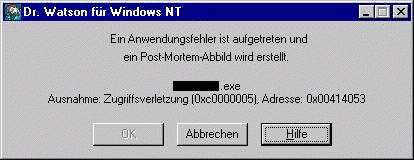 Dr. Watson für Windows NT
Ein Anwendungsfehler ist aufgetreten und
ein Post-Mortem-Abbild wird erstellt.
.exe
Ausnahme: Zugriffsverletzung (0xc0000005), Adresse: 0x00414053
OK Abbrechen Hilfe